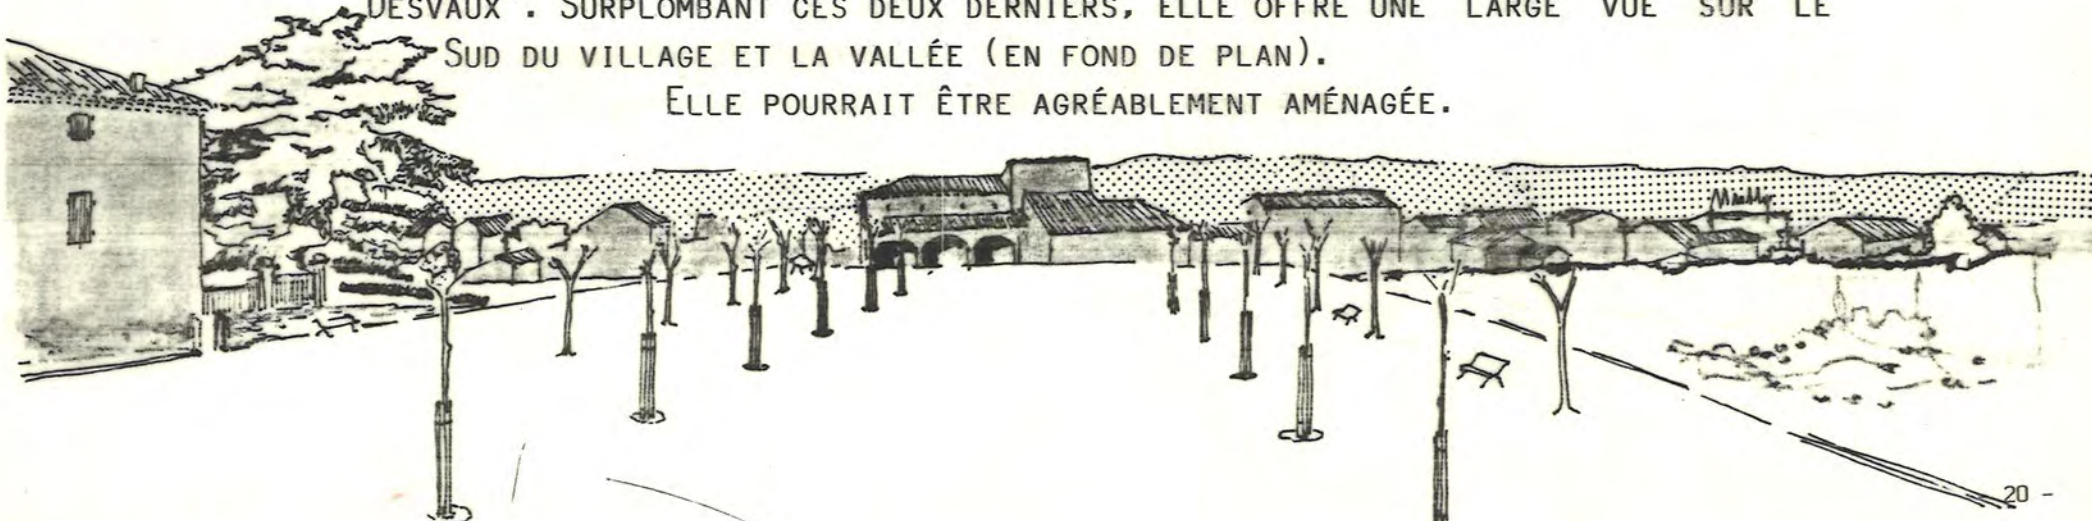 DESVAUX . SURPLOMBANT CES DEUX DERNIERS, ELLE OFFRE UNE LARGE VUE SUR LE
SUD DU VILLAGE ET LA VALLÉE (EN FOND DE PLAN).
ELLE POURRAIT ÊTRE AGRÉABLEMENT AMÉNAGÉE.
20 -